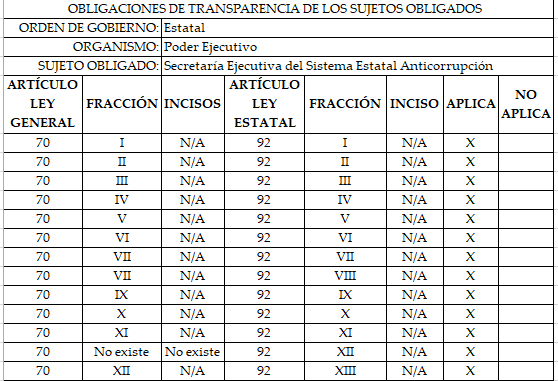 OBLIGACIONES DE TRANSPARENCIA DE LOS SUJETOS OBLIGADOS
ORDEN DE GOBIERNO: Estatal
ORGANISMO: Poder Ejecutivo
SUJETO OBLIGADO: Secretaría Ejecutiva del Sistema Estatal Anticorrupción
ARTÍCULO LEY GENERAL FRACCIÓN INCISOS ARTÍCULO LEY ESTATAL FRACCIÓN INCISO APLICA NO APLICA
70 I N/A 92 I N/A X
70 II N/A 92 II N/A X
70 III N/A 92 III N/A X
70 IV N/A 92 IV N/A X
70 V N/A 92 V N/A X
70 VI N/A 92 VI N/A X
70 VII N/A 92 VII N/A X
70 VII N/A 92 VIII N/A X
70 IX N/A 92 IX N/A X
70 X N/A 92 X N/A X
70 XI N/A 92 XI N/A X
70 No existe No existe 92 XII N/A X
70 XII N/A 92 XIII N/A X